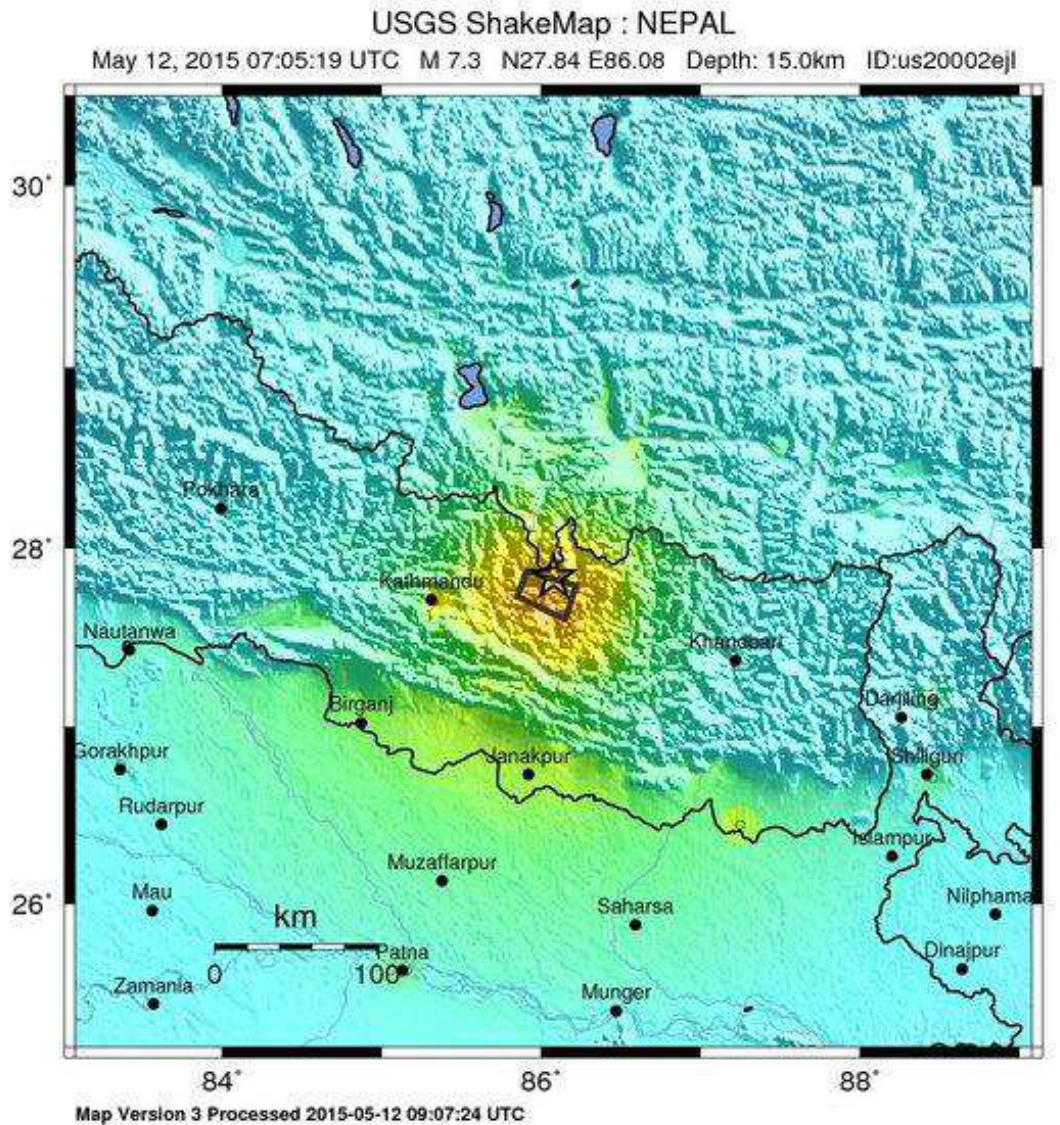 USGS ShakeMap : NEPAL
May 12, 2015 07:05:19 UTC M 7.3 N27.84 E86.08 Depth: 15.0km ID:us20002ejl
30°
Pokhara
28°
Kathmandu
Nautanwa
Khandbari
Darjiling
Birganj
Janakpur
Shiliguri
Gorakhpur
Rudarpur
Islampur
Muzaffarpur
Mau
26°
Saharsa
Nilphama
km
Patna
0 100
Dinajpur
Zamania
Munger
84° 86° 88°
Map Version 3 Processed 2015-05-12 09:07:24 UTC